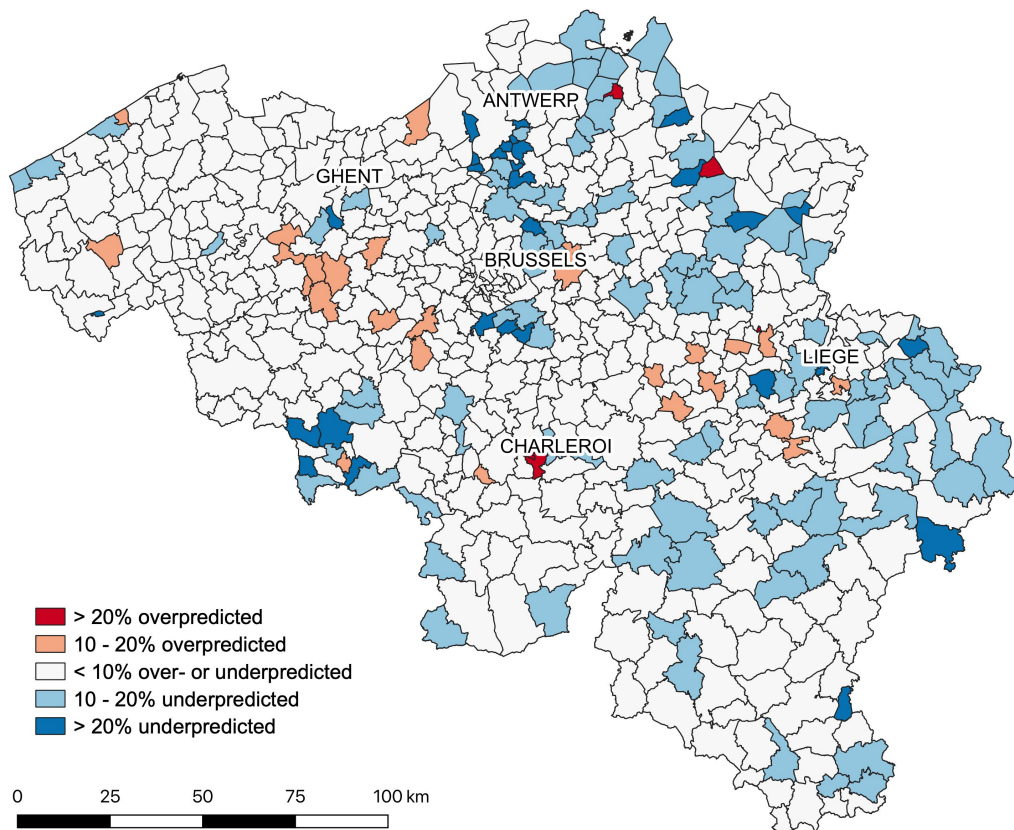 ANTWERP
GHENT
BRUSSELS
LIEGE
CHARLEROI
> 20% overpredicted
10 - 20% overpredicted
< 10% over- or underpredicted
10 - 20% underpredicted
> 20% underpredicted
0 25 50 75 100 km